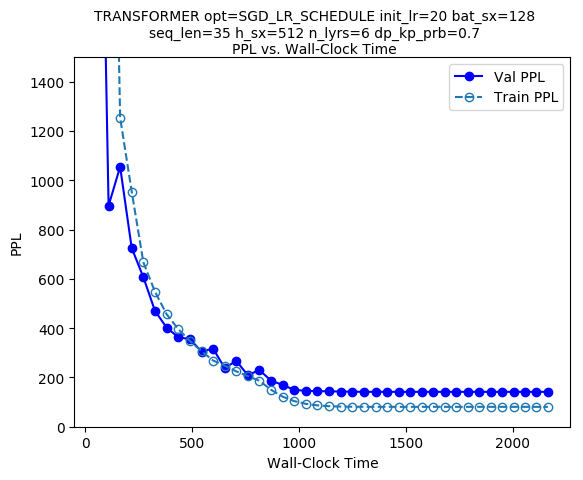 TRANSFORMER opt=SGD_LR_SCHEDULE init_lr=20 bat_sx=128
seq_len=35 h_sx=512 n_lyrs=6 dp_kp_prb=0.7
PPL vs. Wall-Clock Time
Val PPL
Train PPL
PPL
1400
1200
1000
800
600
400
200
0
0 500 1000 1500 2000
Wall-Clock Time